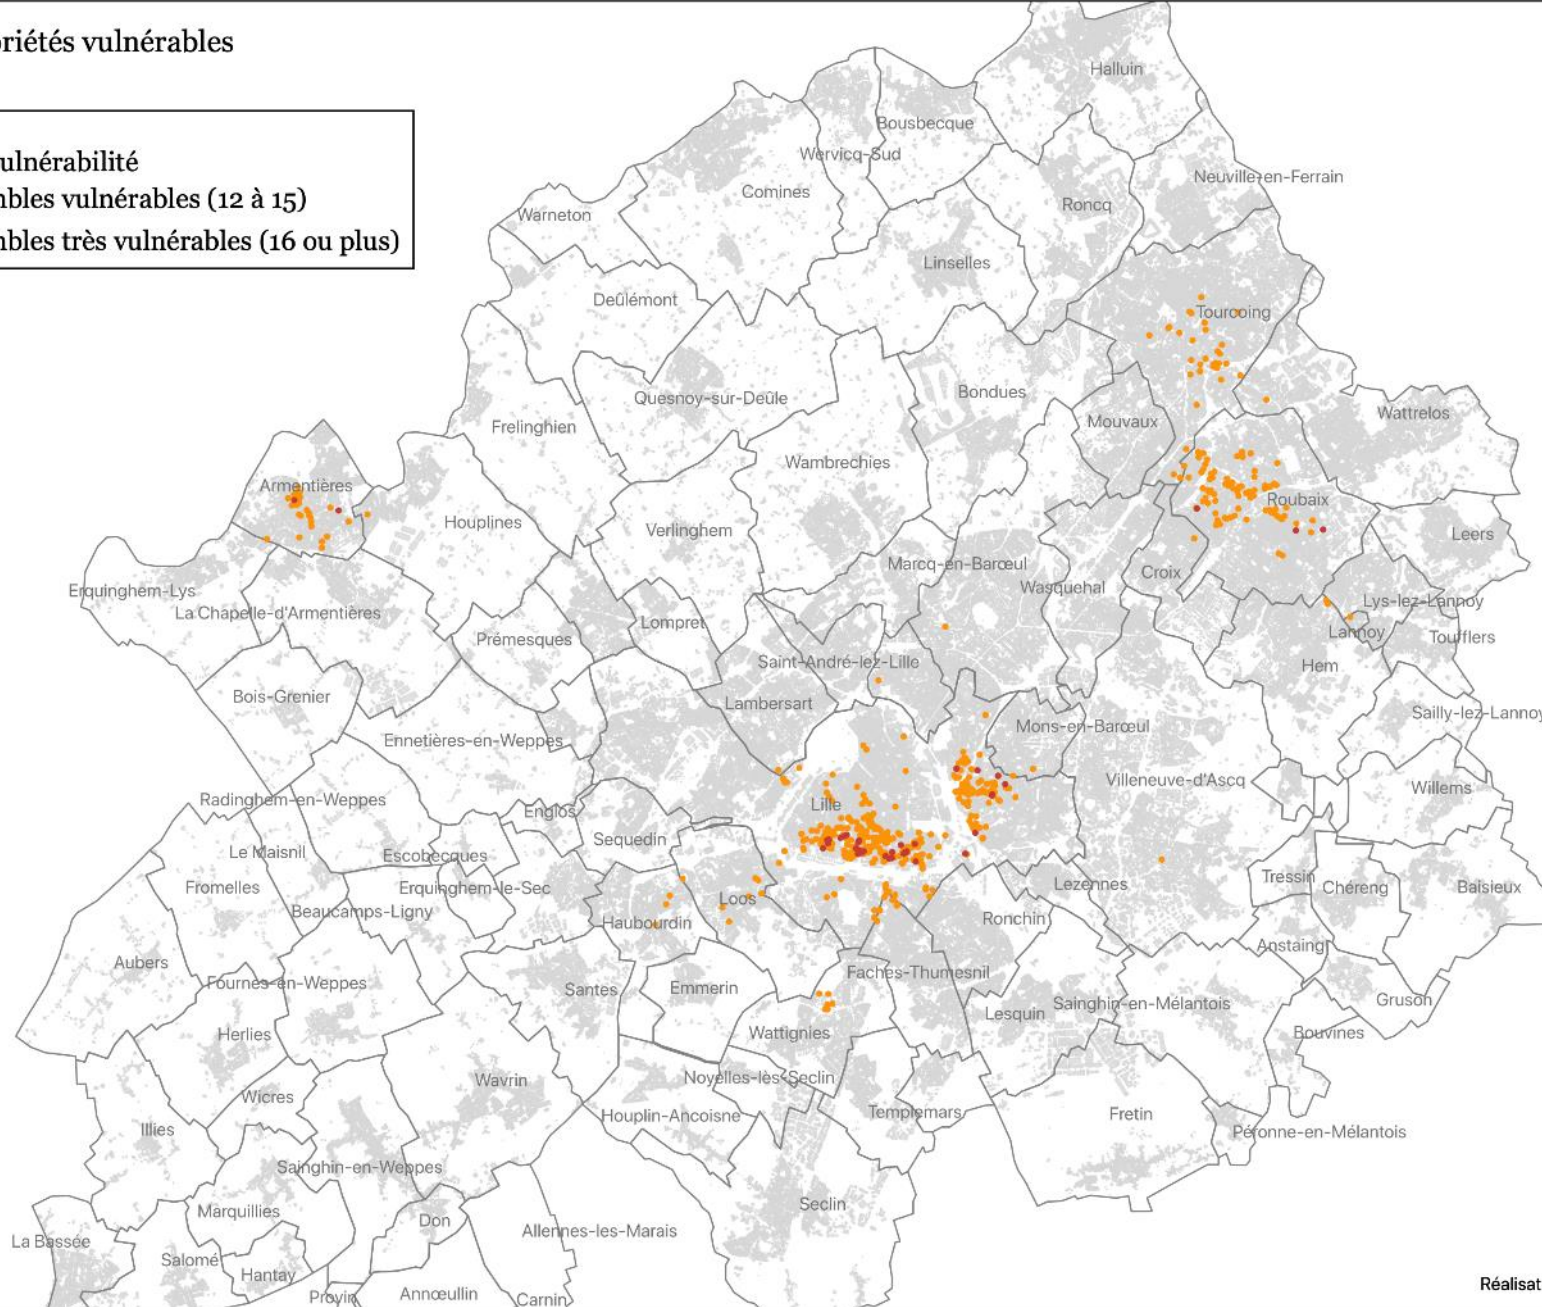 riétés vulnérables
ulnérabilité
bles vulnérables (12 à 15)
bles très vulnérables (16 ou plus)
Halluin
Bousbecque
Wervicq-Sud
Neuville-en-Ferrain
Comines
Roncq
Warneton
Linselles
Deûlémont
Tourcoing
Bondues
Quesnoy-sur-Deûle
Wattrelos
Mouvaux
Frelinghien
Wambrechies
Armentières
Roubaix
Houplines
Verlinghem
Leers
Marcq-en-Barœul
Croix
Wasquehal
Erquinghem-Lys
Lys-lez-Lannoy
La Chapelle-d'Armentières
Lompret
Lannoy
Toufflers
Prémesques
Saint-André-lez-Lille
Hem
Bois-Grenier
Lambersart
Sailly-lez-Lannoy
Mons-en-Barœul
Ennetières-en-Weppes
Villeneuve-d'Ascq
Willems
Radinghem-en-Weppes
Lille
Englos
Sequedin
Le Maisnil
Escobecques
Tressin
Lezennes
Fromelles
Erquinghem-le-Sec
Chéreng
Baisieux
Loos
Beaucamps-Ligny
Ronchin
Haubourdin
Anstaing
Aubers
Faches-Thumesnil
Fournes-en-Weppes
Santes
Emmerin
Gruson
Sainghin-en-Mélantois
Lesquin
Herlies
Wattignies
Bouvines
Noyelles-lès-Seclin
Wavrin
Wicres
Templemars
Fretin
Houplin-Ancoisne
Illies
Péronne-en-Mélantois
Sainghin-en-Weppes
Seclin
Marquillies
Don
Allennes-les-Marais
La Bassée
Salomé
Hantay
Annœullin
Provin
Carnin
Réalisat